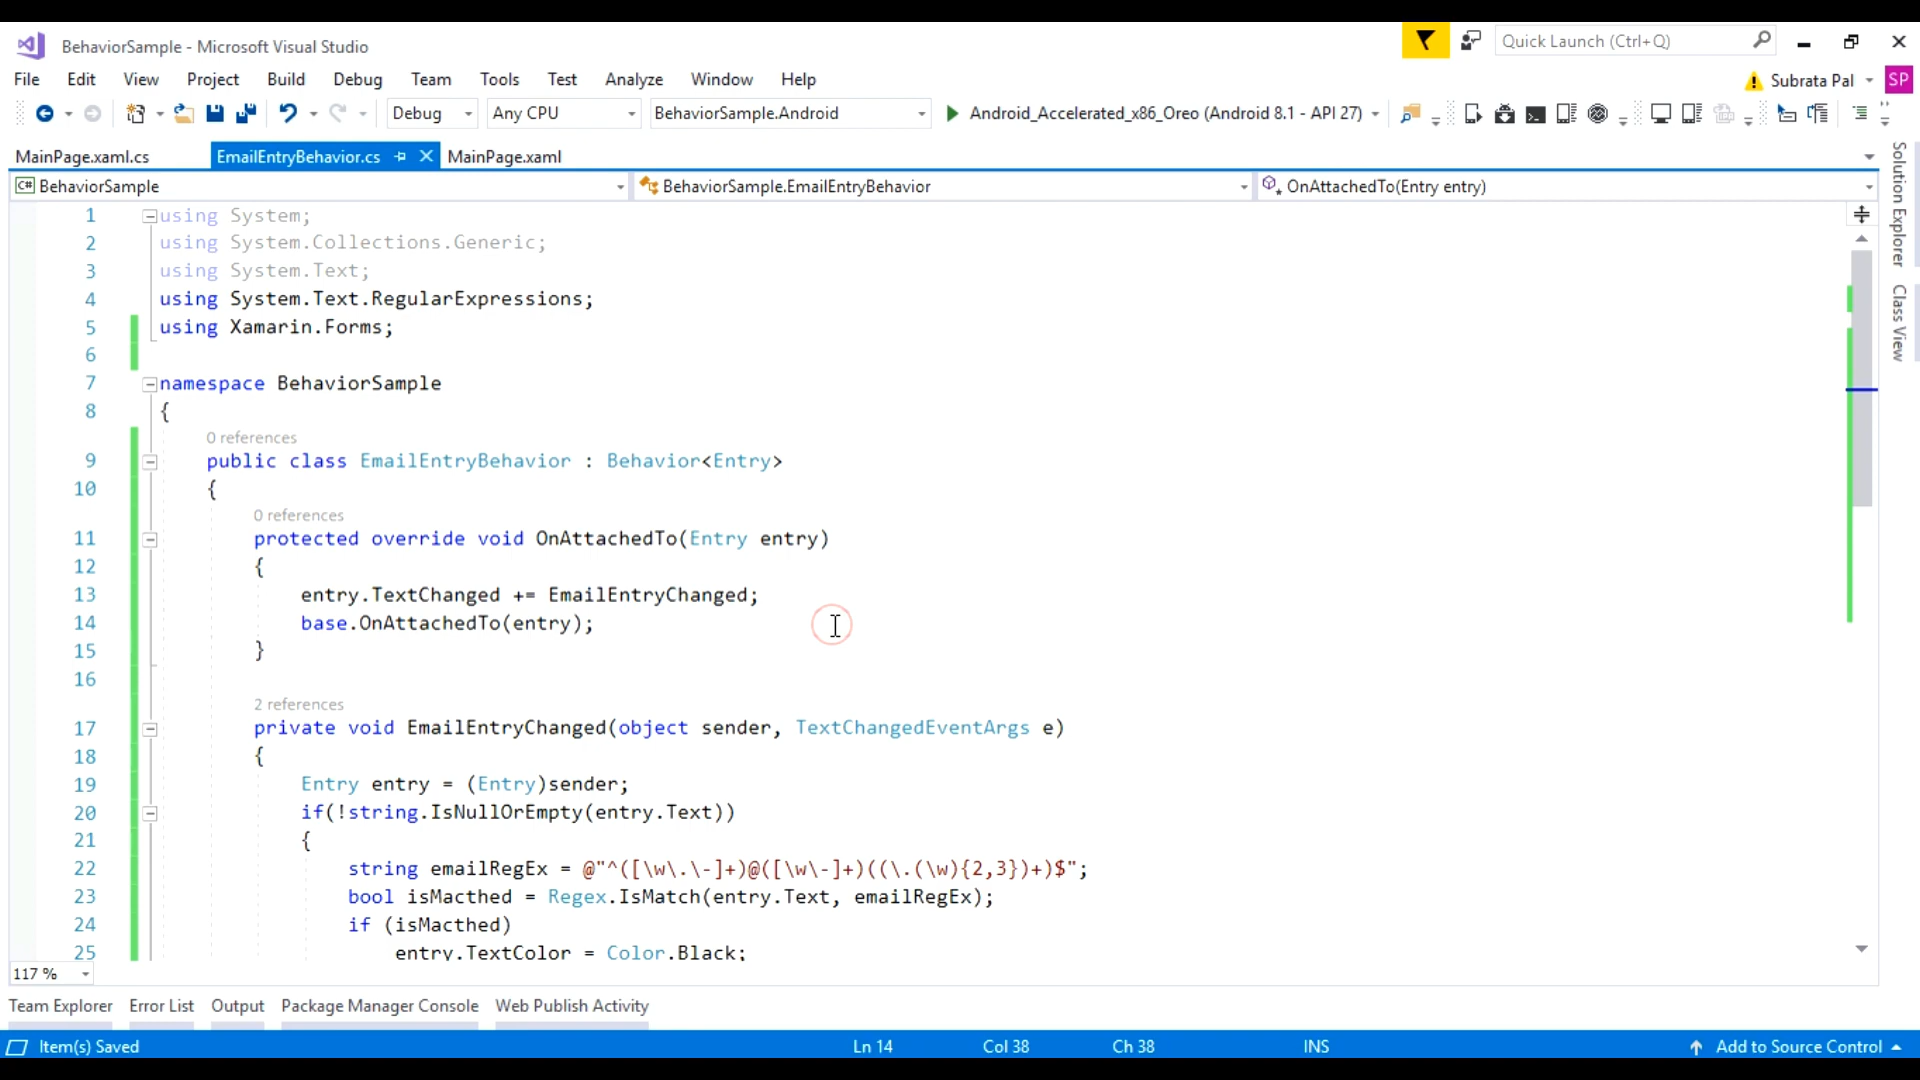 BehaviorSample - Microsoft Visual Studio
Quick Launch (Ctrl+Q)
File Edit View Project Build Debug Team Tools Test Analyze Window Help
Subrata Pal SP
Debug Any CPU BehaviorSample.Android Android_Accelerated_x86_Oreo (Android 8.1 - API 27)
MainPage.xaml.cs EmailEntryBehavior.cs MainPage.xaml
C# BehaviorSample BehaviorSample.EmailEntryBehavior OnAttachedTo(Entry entry)
Solution Explorer
Class View
1 using System;
2 using System.Collections.Generic;
3 using System.Text;
4 using System.Text.RegularExpressions;
5 using Xamarin.Forms;
6
7 namespace BehaviorSample
8 {
0 references
9 public class EmailEntryBehavior : Behavior<Entry>
10 {
0 references
11 protected override void OnAttachedTo(Entry entry)
12 {
13 entry.TextChanged += EmailEntryChanged;
14 base.OnAttachedTo(entry);
15 }
16
2 references
17 private void EmailEntryChanged(object sender, TextChangedEventArgs e)
18 {
19 Entry entry = (Entry)sender;
20 if(!string.IsNullOrEmpty(entry.Text))
21 {
22 string emailRegEx = @"^([\w\.\-]+)@([\w\-]+)((\.(\w){2,3})+)$";
23 bool isMacthed = Regex.IsMatch(entry.Text, emailRegEx);
24 if (isMacthed)
25 entry.TextColor = Color.Black;
117 %
Team Explorer Error List Output Package Manager Console Web Publish Activity
Item(s) Saved Ln 14 Col 38 Ch 38 INS Add to Source Control